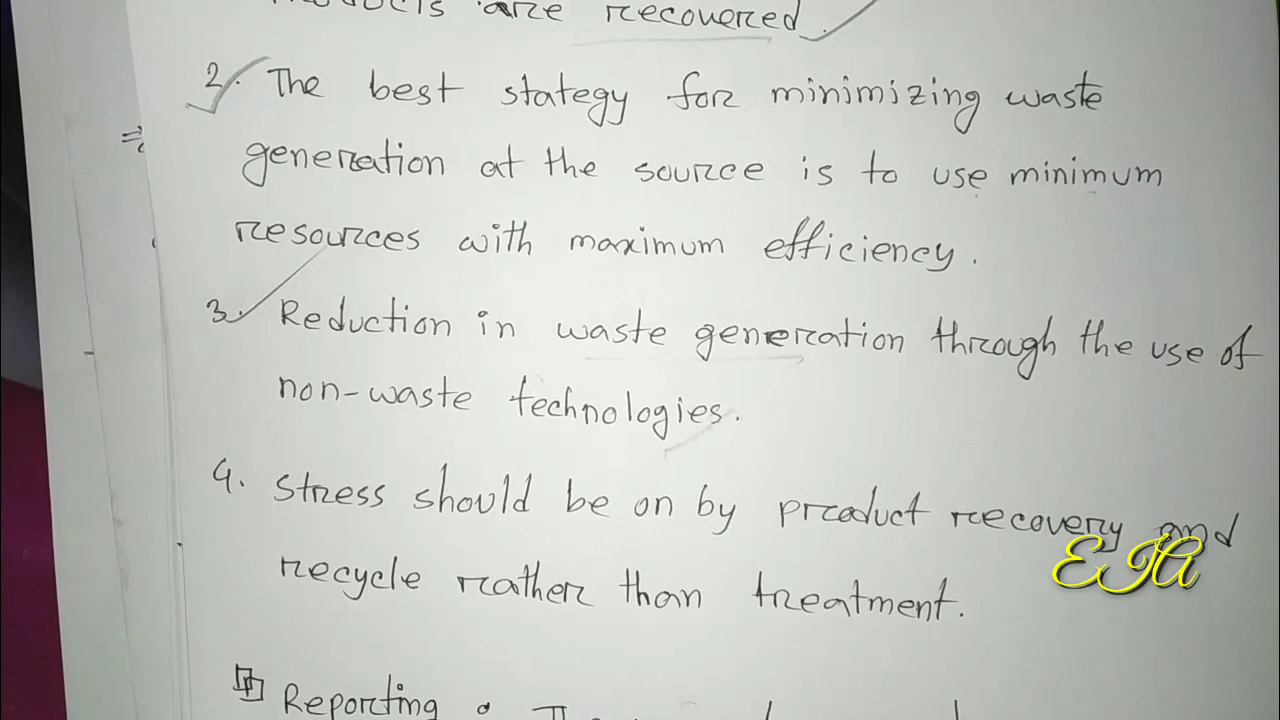 are recovered
2. The best stategy for minimizing waste
generation at the source is to use minimum
resources with maximum efficiency.
3. Reduction in waste generation through the use of
non-waste technologies.
4. Stress should be on by product recovery and
EJA
recycle rather than treatment.
Reporting